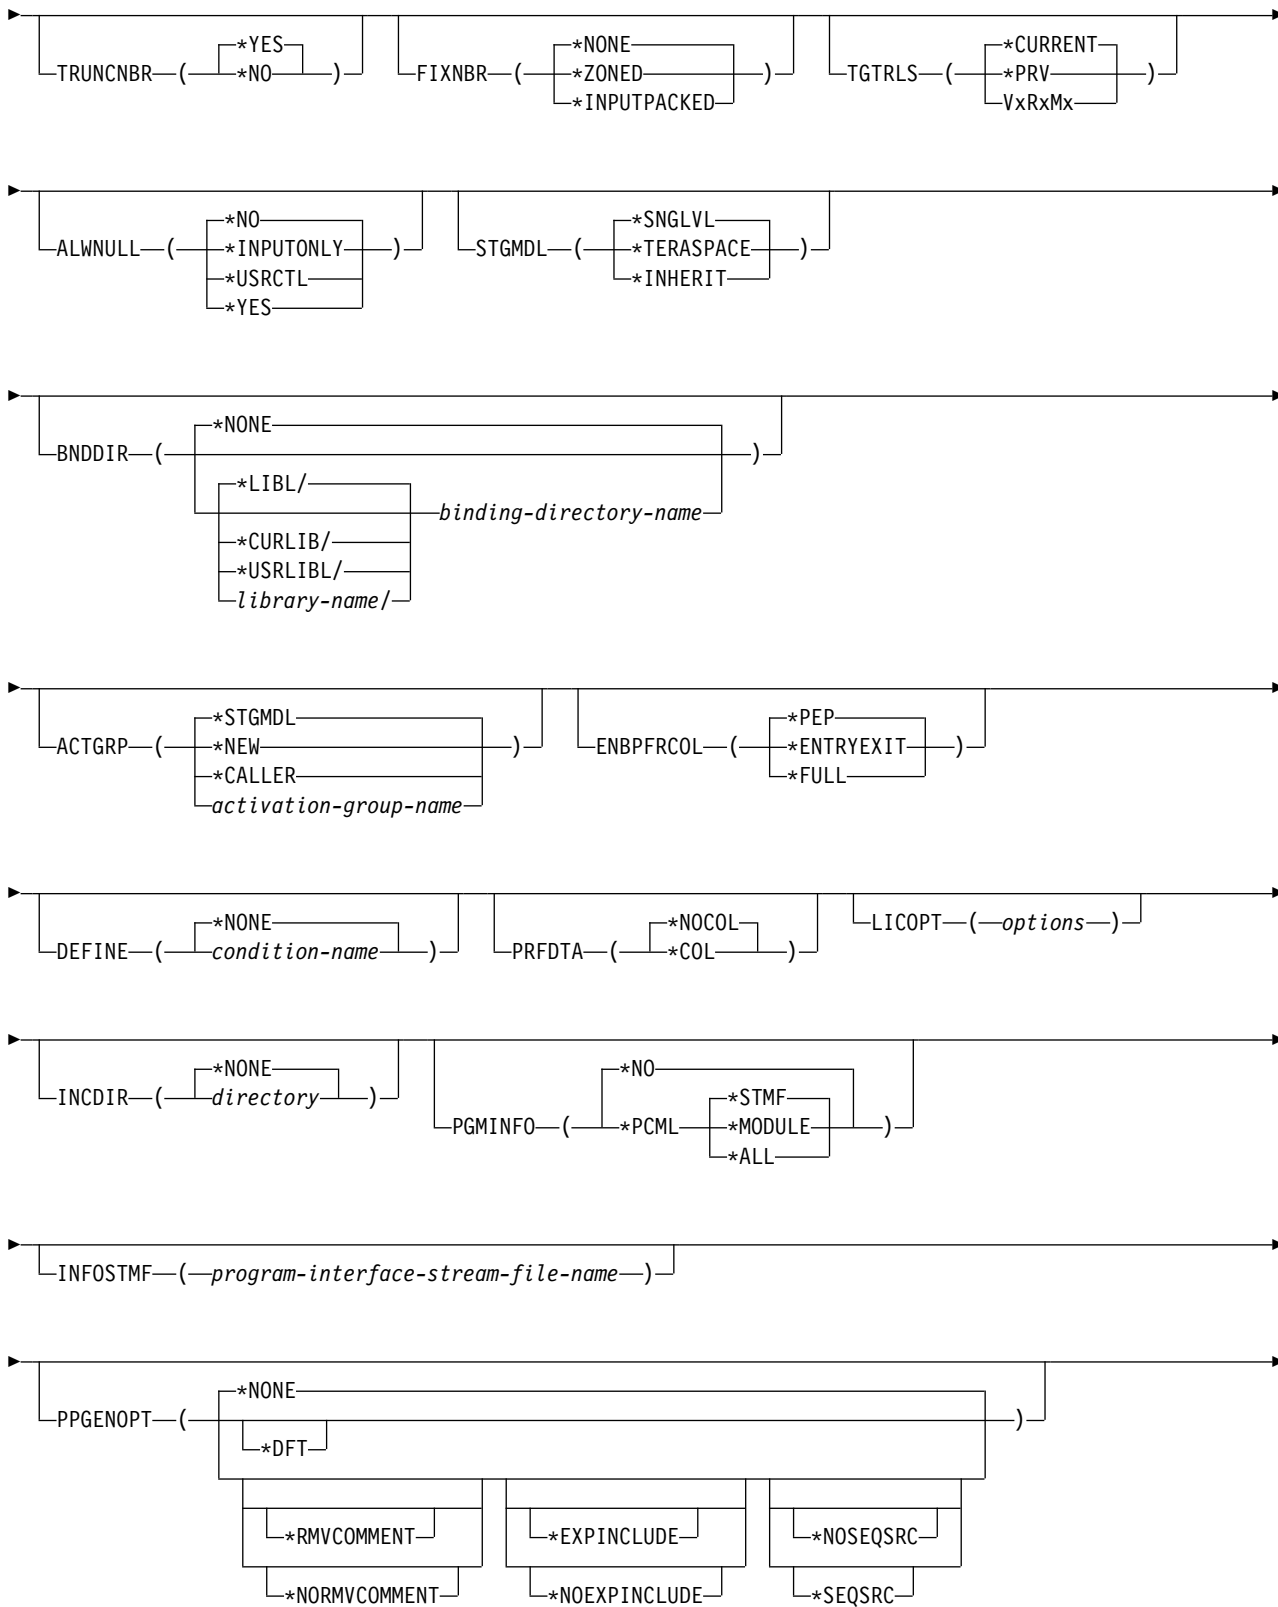 *YES
TRUNCNBR ( *NO )
*NONE
FIXNBR ( *ZONED )
*INPUTPACKED
*CURRENT
TGTRLS ( *PRV )
VxRxMx
*NO
ALWNULL ( *INPUTONLY )
*USRCTL
*YES
*SNGLVL
STGMDL ( *TERASPACE )
*INHERIT
*NONE
BNDDIR ( )
*LIBL/
binding-directory-name
*CURLIB/
*USRLIBL/
library-name/
*STGMDL
ACTGRP ( *NEW )
*CALLER
activation-group-name
*PEP
ENBPFRCOL ( *ENTRYEXIT )
*FULL
*NONE
DEFINE ( condition-name )
*NOCOL
PRFDTA ( *COL )
LICOPT ( options )
*NONE
INCDIR ( directory )
*NO
*STMF
PGMINFO ( *PCML *MODULE )
*ALL
INFOSTMF ( program-interface-stream-file-name )
*NONE
PPGENOPT ( )
*DFT
*RMVCOMMENT
*NORMVCOMMENT
*EXPINCLUDE
*NOEXPINCLUDE
*NOSEQSRC
*SEQSRC